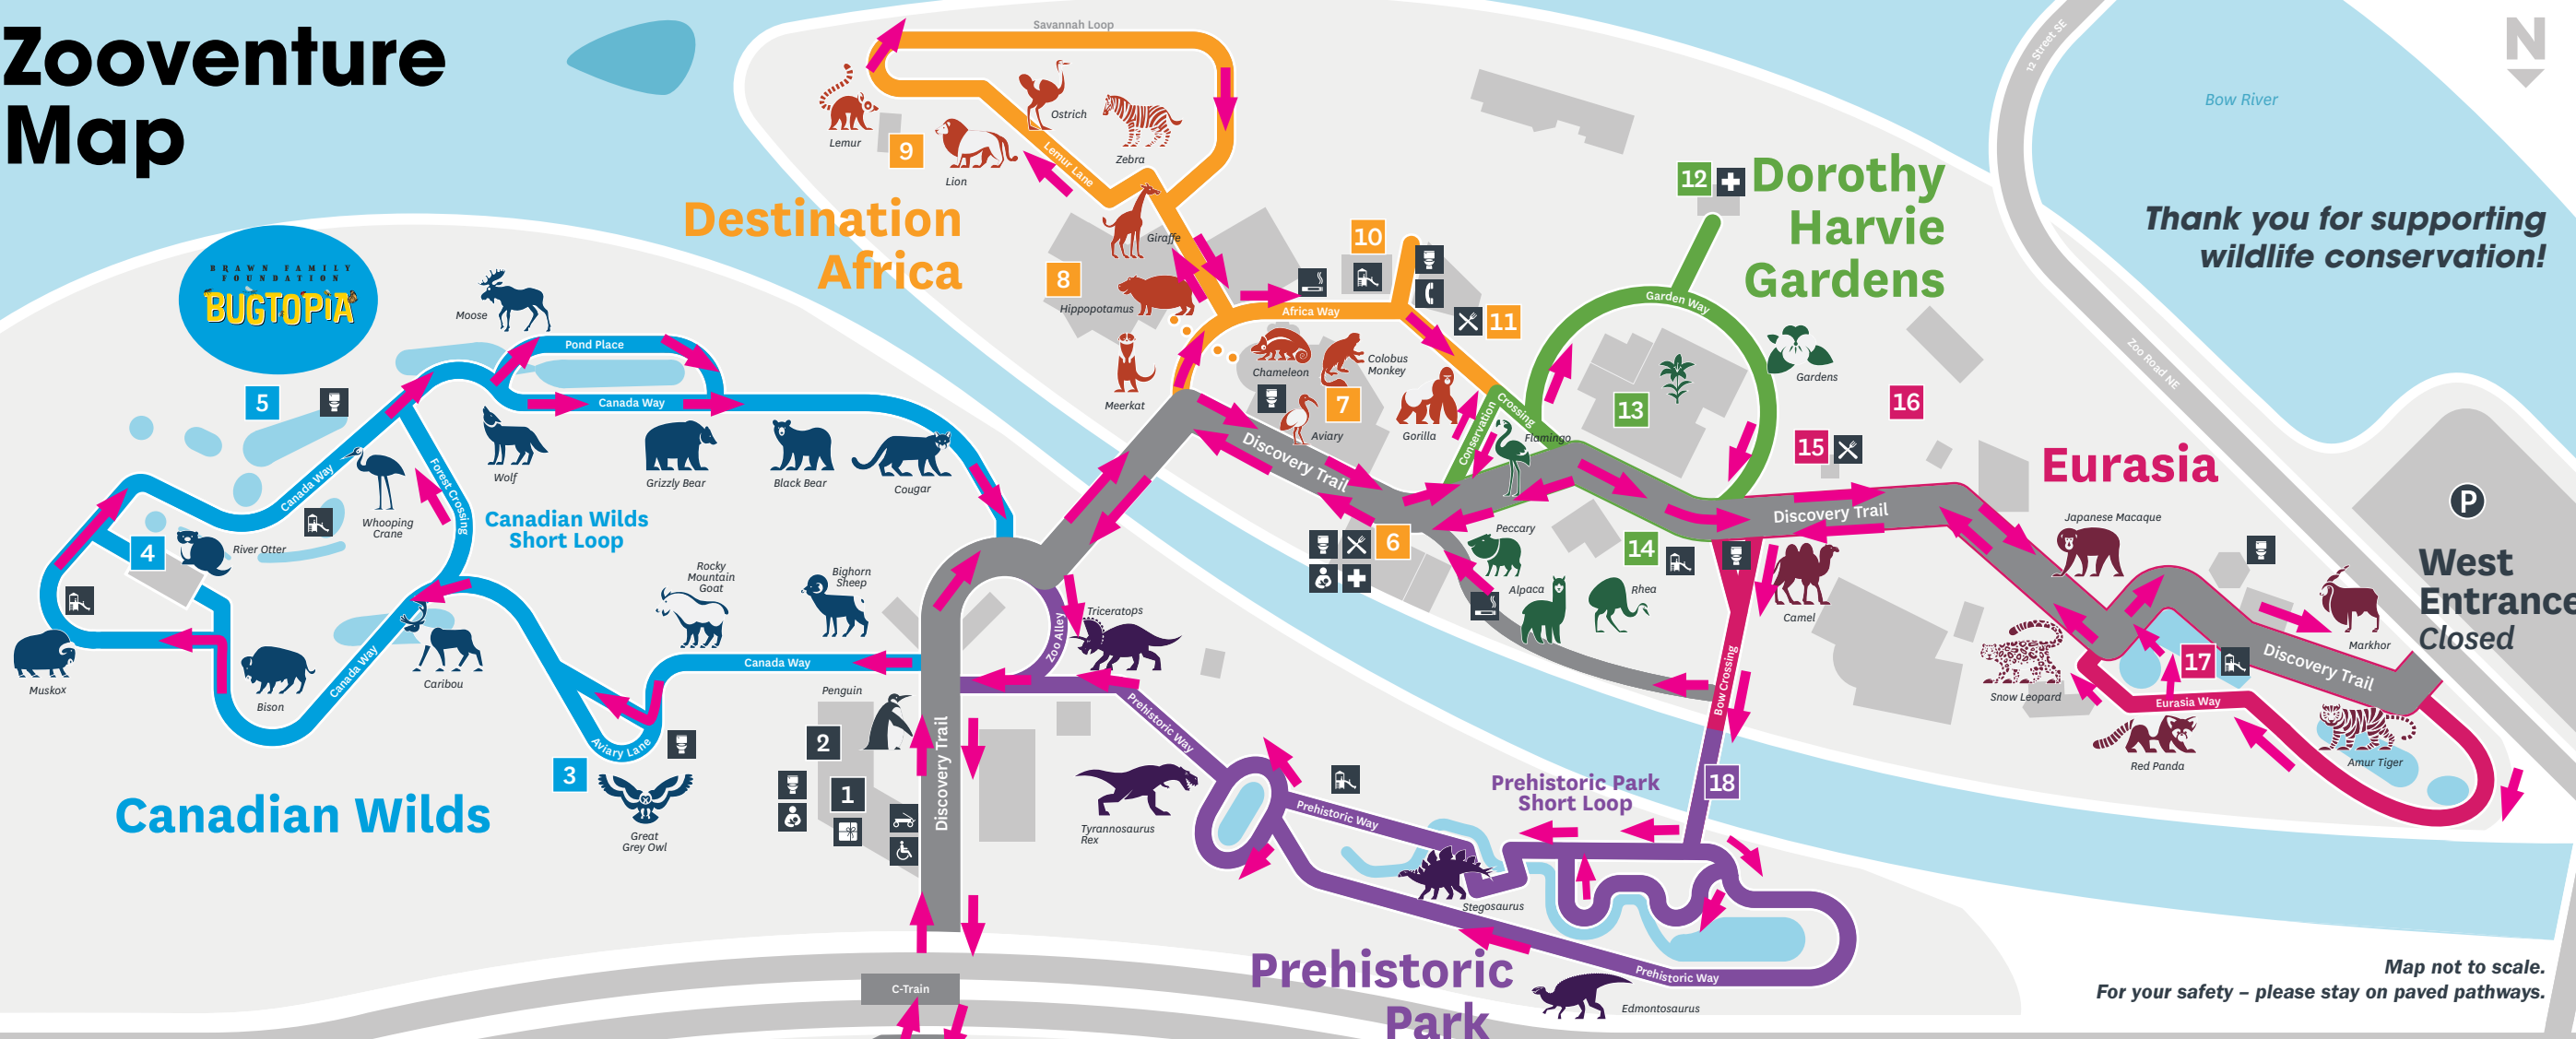 Zooventure
Map
Savannah Loop
12 Street SE
N
Bow River
Thank you for supporting
wildlife conservation!
Zoo Road NE
Lemur
9
Lion
Ostrich
Zebra
Lemur Lane
Destination
Africa
Giraffe
8
Hippopotamus
Meerkat
10
Africa Way
11
Chameleon
Colobus
Monkey
7
Aviary
Gorilla
Conservation
Crossing
Flamingo
12
Dorothy
Harvie
Gardens
Garden Way
Gardens
13
BRAWN FAMILY
FOUNDATION
BUGTOPIA
5
Moose
Pond Place
Canada Way
Canada Way
Whooping
Crane
Forest Crossing
Wolf
Grizzly Bear
Black Bear
Cougar
Canadian Wilds
Short Loop
4
River Otter
Muskox
Bison
Canada Way
Caribou
Rocky
Mountain
Goat
Bighorn
Sheep
Canada Way
Aviary Lane
3
Great
Grey Owl
Canadian Wilds
Penguin
2
1
Discovery Trail
Discovery Trail
6
Peccary
Alpaca
14
Rhea
16
15
Eurasia
Discovery Trail
Camel
Japanese Macaque
Snow Leopard
17
Markhor
Discovery Trail
Eurasia Way
Red Panda
Amur Tiger
P
West
Entrance
Closed
Bow Crossing
18
Zoo Alley
Triceratops
Prehistoric Way
Tyrannosaurus
Rex
Prehistoric Way
Prehistoric Park
Short Loop
Stegosaurus
Prehistoric Way
Edmontosaurus
Prehistoric
Park
C-Train
Map not to scale.
For your safety – please stay on paved pathways.